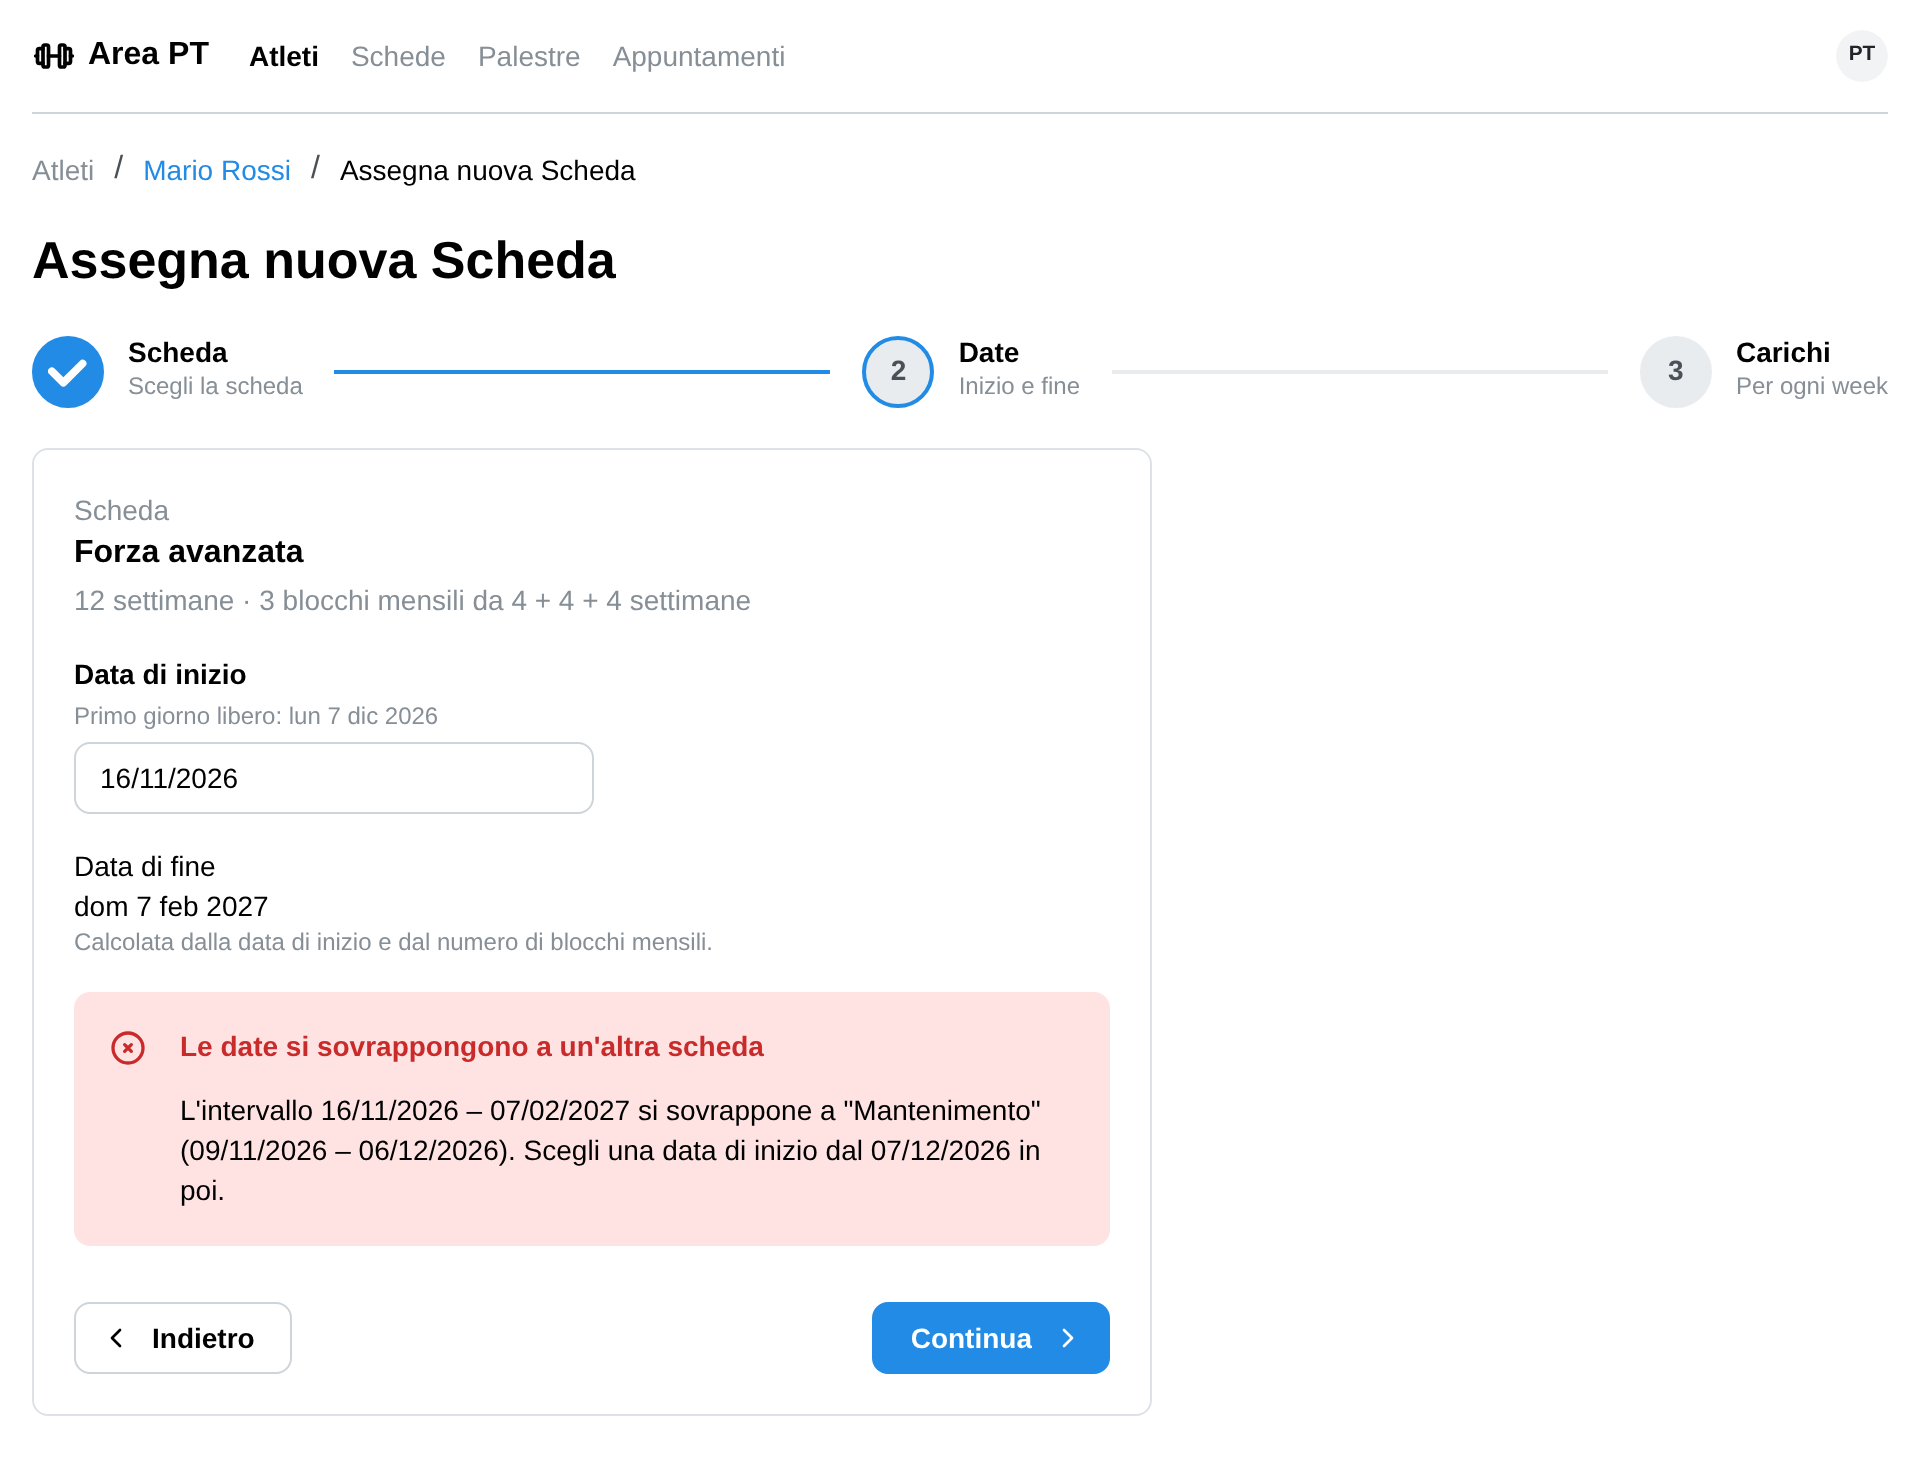 Area PT
Atleti
Schede
Palestre
Appuntamenti
PT
Atleti / Mario Rossi / Assegna nuova Scheda
Assegna nuova Scheda
Scheda
Scegli la scheda
2
Date
Inizio e fine
3
Carichi
Per ogni week
Scheda
Forza avanzata
12 settimane · 3 blocchi mensili da 4 + 4 + 4 settimane
Data di inizio
Primo giorno libero: lun 7 dic 2026
16/11/2026
Data di fine
dom 7 feb 2027
Calcolata dalla data di inizio e dal numero di blocchi mensili.
Le date si sovrappongono a un'altra scheda
L'intervallo 16/11/2026 – 07/02/2027 si sovrappone a "Mantenimento"
(09/11/2026 – 06/12/2026). Scegli una data di inizio dal 07/12/2026 in
poi.
Indietro
Continua